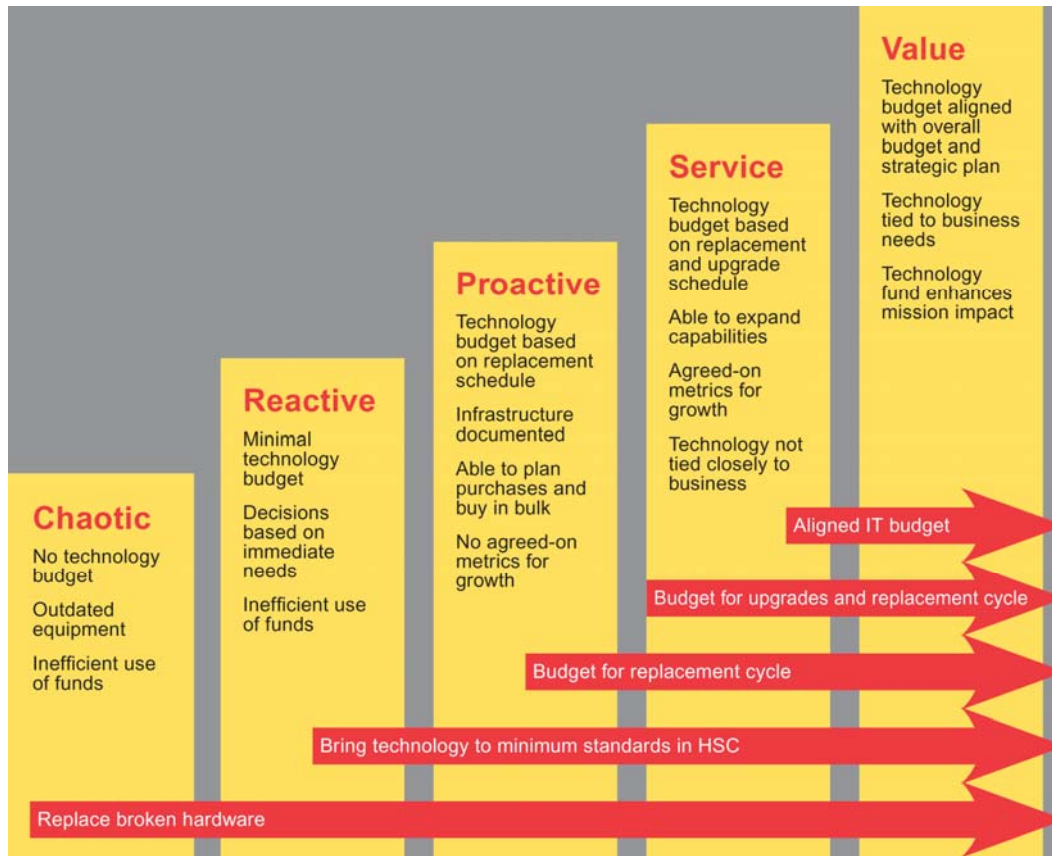 Chaotic
No technology
budget
Outdated
equipment
Inefficient use
of funds
Reactive
Minimal
technology
budget
Decisions
based on
immediate
needs
Inefficient use
of funds
Proactive
Technology
budget based
on replacement
schedule
Infrastructure
documented
Able to plan
purchases and
buy in bulk
No agreed-on
metrics for
growth
Service
Technology
budget based
on replacement
and upgrade
schedule
Able to expand
capabilities
Agreed-on
metrics for
growth
Technology not
tied closely to
business
Value
Technology
budget aligned
with overall
budget and
strategic plan
Technology
tied to business
needs
Technology
fund enhances
mission impact
Aligned IT budget
Budget for upgrades and replacement cycle
Budget for replacement cycle
Bring technology to minimum standards in HSC
Replace broken hardware